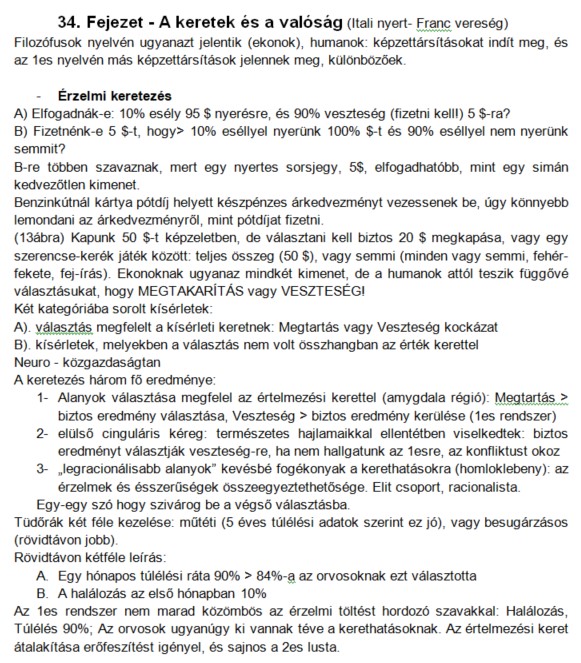 34. Fejezet - A keretek és a valóság (Itali nyert- Franc vereség)
Filozófusok nyelvén ugyanazt jelentik (ekonok), humanok: képzettársításokat indít meg, és
az 1es nyelvén más képzettársítások jelennek meg, különbözőek.
- Érzelmi keretezés
A) Elfogadnák-e: 10% esély 95 $ nyerésre, és 90% veszteség (fizetni kell!) 5 $-ra?
B) Fizetnénk-e 5 $-t, hogy> 10% eséllyel nyerünk 100% $-t és 90% eséllyel nem nyerünk
semmit?
B-re többen szavaznak, mert egy nyertes sorsjegy, 5$, elfogadhatóbb, mint egy simán
kedvezőtlen kimenet.
Benzinkútnál kártya pótdíj helyett készpénzes árkedvezményt vezessenek be, úgy könnyebb
lemondani az árkedvezményről, mint pótdíjat fizetni.
(13ábra) Kapunk 50 $-t képzeletben, de választani kell biztos 20 $ megkapása, vagy egy
szerencse-kerék játék között: teljes összeg (50 $), vagy semmi (minden vagy semmi, fehér-
fekete, fej-írás). Ekonoknak ugyanaz mindkét kimenet, de a humanok attól teszik függővé
választásukat, hogy MEGTAKARÍTÁS vagy VESZTESÉG!
Két kategóriába sorolt kísérletek:
A). választás megfelelt a kísérleti keretnek: Megtartás vagy Veszteség kockázat
B). kísérletek, melyekben a választás nem volt összhangban az érték kerettel
Neuro - közgazdaságtan
A keretezés három fő eredménye:
1- Alanyok választása megfelel az értelmezési kerettel (amygdala régió): Megtartás >
biztos eredmény választása, Veszteség > biztos eredmény kerülése (1es rendszer)
2- elülső cinguláris kéreg: természetes hajlamaikkal ellentétben viselkedtek: biztos
eredményt választják veszteség-re, ha nem hallgatunk az 1esre, az konfliktust okoz
3- „legracionálisabb alanyok” kevésbé fogékonyak a kerethatásokra (homloklebeny): az
érzelmek és ésszerűségek összeegyeztethetősége. Elit csoport, racionalista.
Egy-egy szó hogy szivárog be a végső választásba.
Tüdőrák két féle kezelése: műtéti (5 éves túlélési adatok szerint ez jó), vagy besugárzásos
(rövidtávon jobb).
Rövidtávon kétféle leírás:
A. Egy hónapos túlélési ráta 90% > 84%-a az orvosoknak ezt választotta
B. A halálozás az első hónapban 10%
Az 1es rendszer nem marad közömbös az érzelmi töltést hordozó szavakkal: Halálozás,
Túlélés 90%; Az orvosok ugyanúgy ki vannak téve a kerethatásoknak. Az értelmezési keret
átalakítása erőfeszítést igényel, és sajnos a 2es lusta.